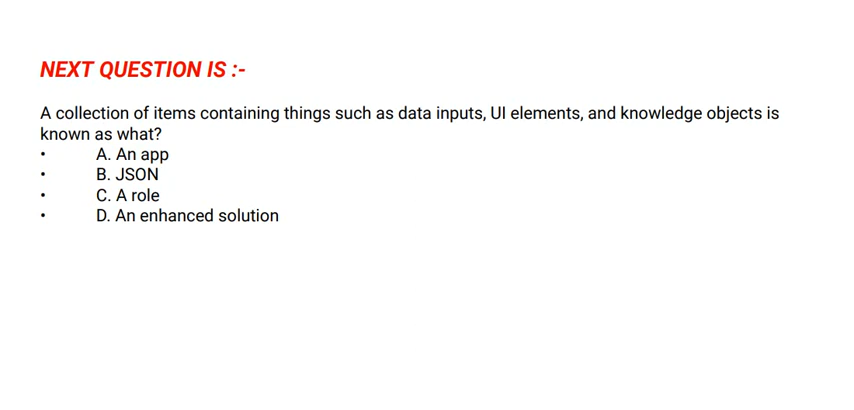 NEXT QUESTION IS :-
A collection of items containing things such as data inputs, UI elements, and knowledge objects is
known as what?
• A. An app
• B. JSON
• C. A role
• D. An enhanced solution